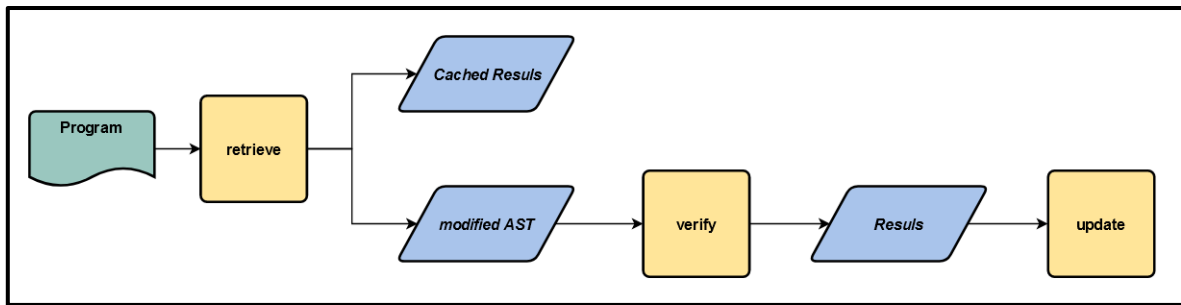 Cached Resuls
Program
retrieve
modified AST
verify
Resuls
update